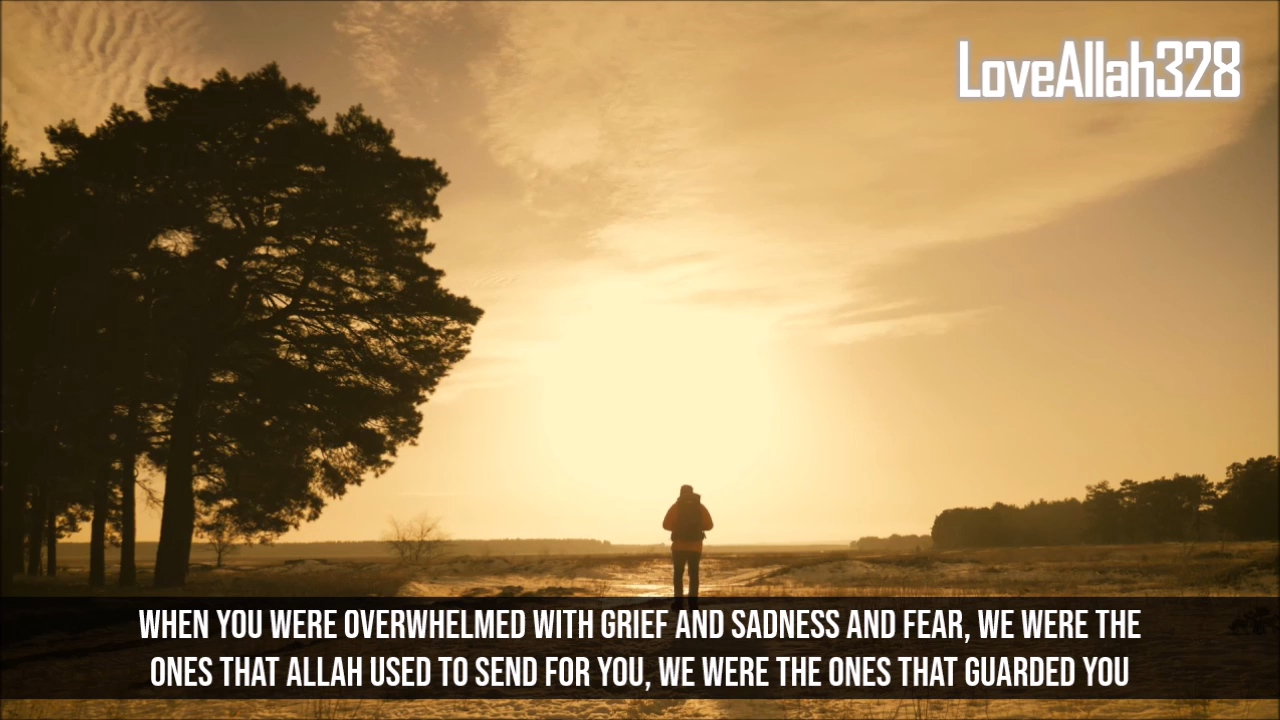 LoveAllah328
WHEN YOU WERE OVERWHELMED WITH GRIEF AND SADNESS AND FEAR, WE WERE THE
ONES THAT ALLAH USED TO SEND FOR YOU, WE WERE THE ONES THAT GUARDED YOU